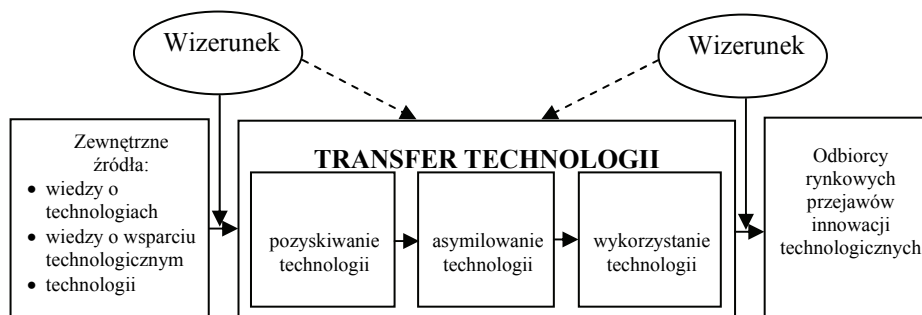 Wizerunek
Wizerunek
Zewnętrzne
źródła:
• wiedzy o
technologiach
• wiedzy o wsparciu
technologicznym
• technologii
TRANSFER TECHNOLOGII
pozyskiwanie
technologii
asymilowanie
technologii
wykorzystanie
technologii
Odbiorcy
rynkowych
przejawów
innowacji
technologicznych